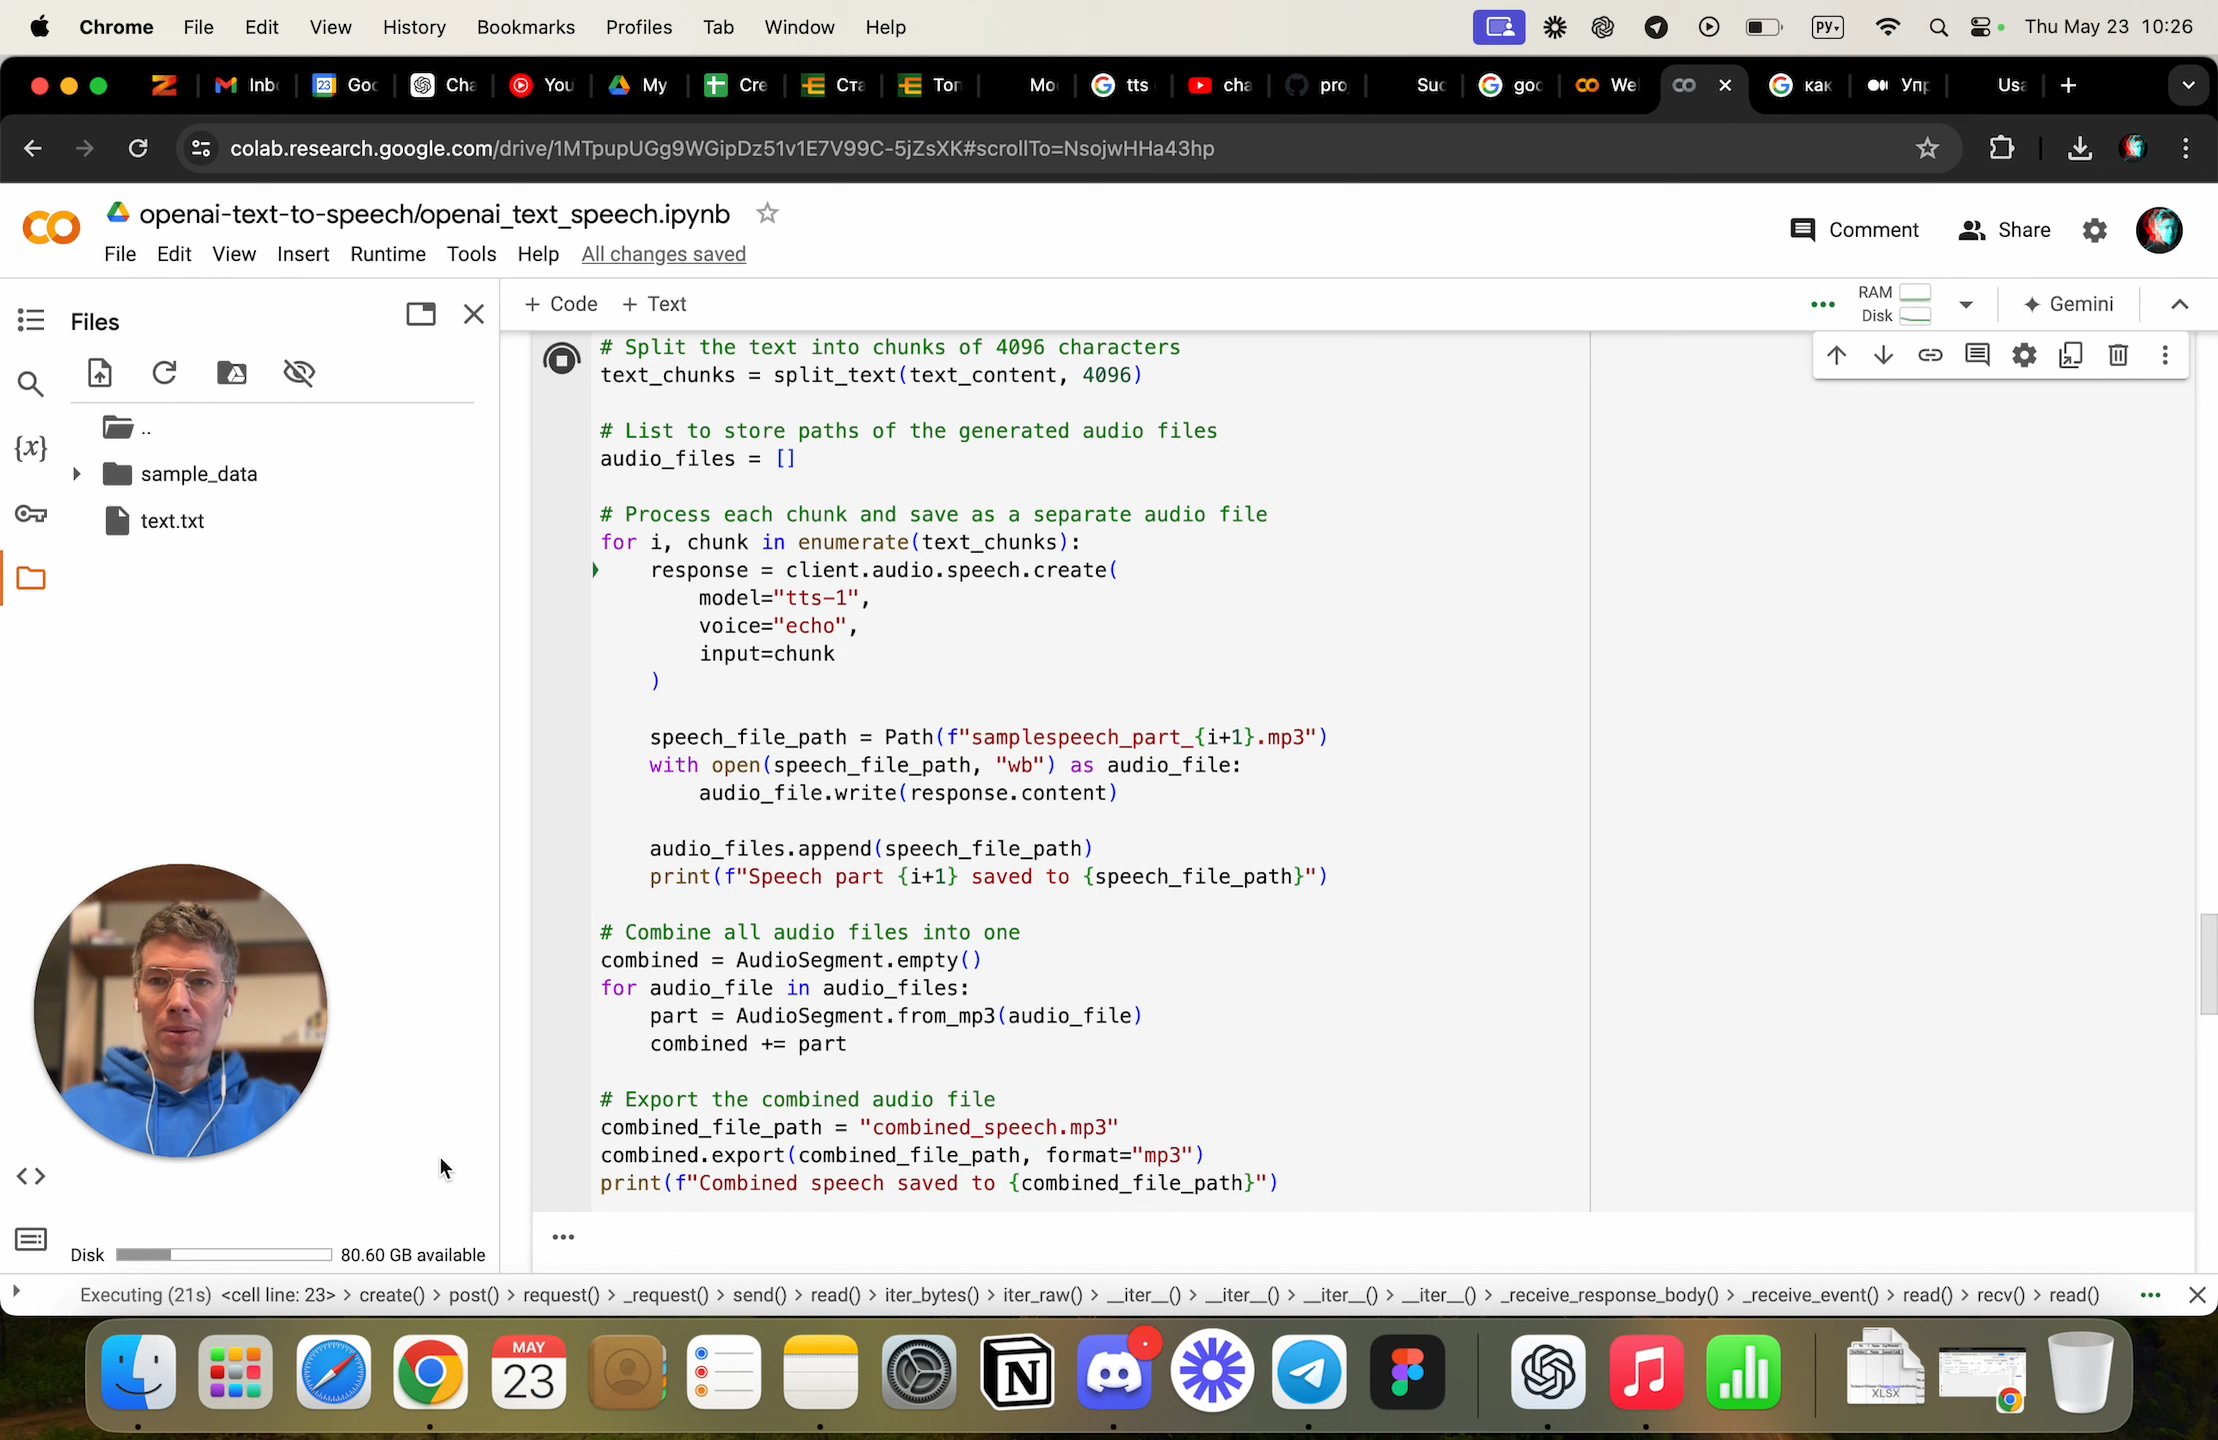 Chrome File Edit View History Bookmarks Profiles Tab Window Help РУ Thu May 23 10:26
Inb 23 Goc Cha You My Cre Ста Топ Mo tts cha pro Suc goo We × как Упр Usa +
colab.research.google.com/drive/1MTpupUGg9WGipDz51v1E7V99C-5jZsXK#scrollTo=NsojwHHa43hp
openai-text-to-speech/openai_text_speech.ipynb
Comment Share
File Edit View Insert Runtime Tools Help All changes saved
Files
+ Code + Text
RAM
Disk
Gemini
..
sample_data
text.txt
{x}
# Split the text into chunks of 4096 characters
text_chunks = split_text(text_content, 4096)
# List to store paths of the generated audio files
audio_files = []
# Process each chunk and save as a separate audio file
for i, chunk in enumerate(text_chunks):
response = client.audio.speech.create(
model="tts-1",
voice="echo",
input=chunk
)
speech_file_path = Path(f"samplespeech_part_{i+1}.mp3")
with open(speech_file_path, "wb") as audio_file:
audio_file.write(response.content)
audio_files.append(speech_file_path)
print(f"Speech part {i+1} saved to {speech_file_path}")
# Combine all audio files into one
combined = AudioSegment.empty()
for audio_file in audio_files:
part = AudioSegment.from_mp3(audio_file)
combined += part
# Export the combined audio file
combined_file_path = "combined_speech.mp3"
combined.export(combined_file_path, format="mp3")
print(f"Combined speech saved to {combined_file_path}")
Disk 80.60 GB available
Executing (21s) <cell line: 23> > create() > post() > request() > _request() > send() > read() > iter_bytes() > iter_raw() > __iter__() > __iter__() > __iter__() > __iter__() > _receive_response_body() > _receive_event() > read() > recv() > read()
MAY
23
XLSX